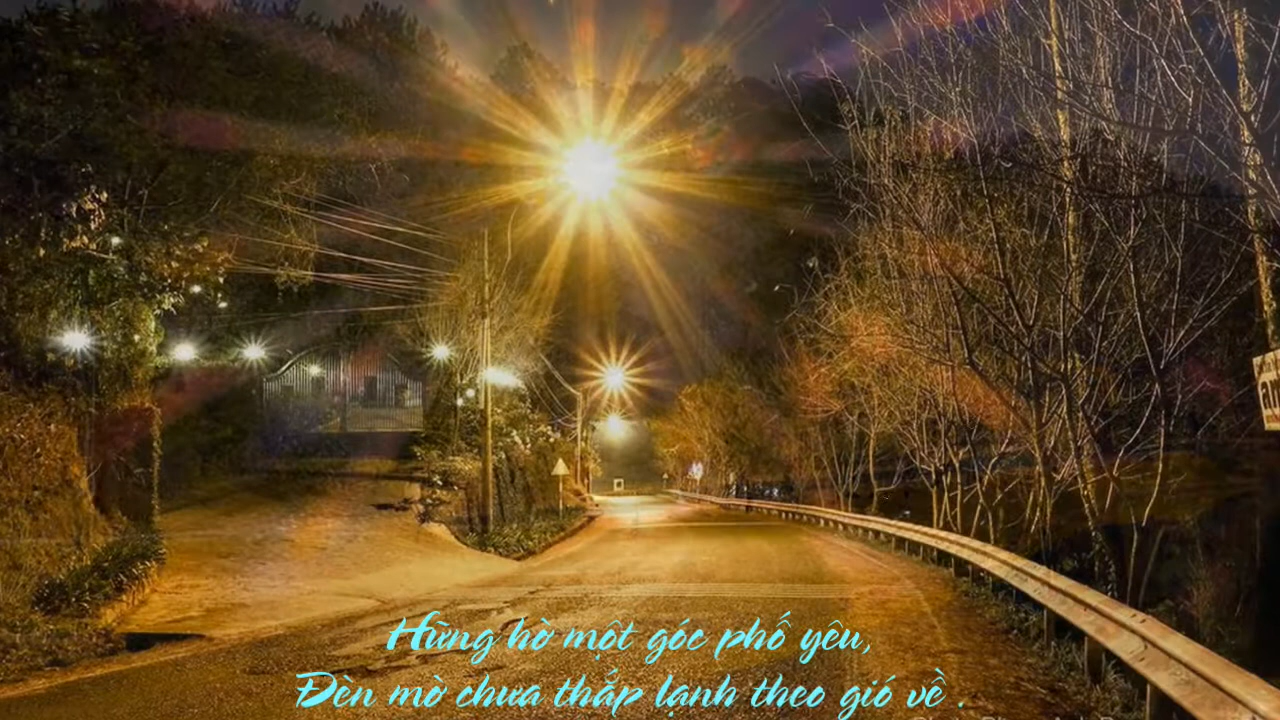 Hững hờ một góc phố yêu,
Đèn mờ chưa thắp lạnh theo gió về .